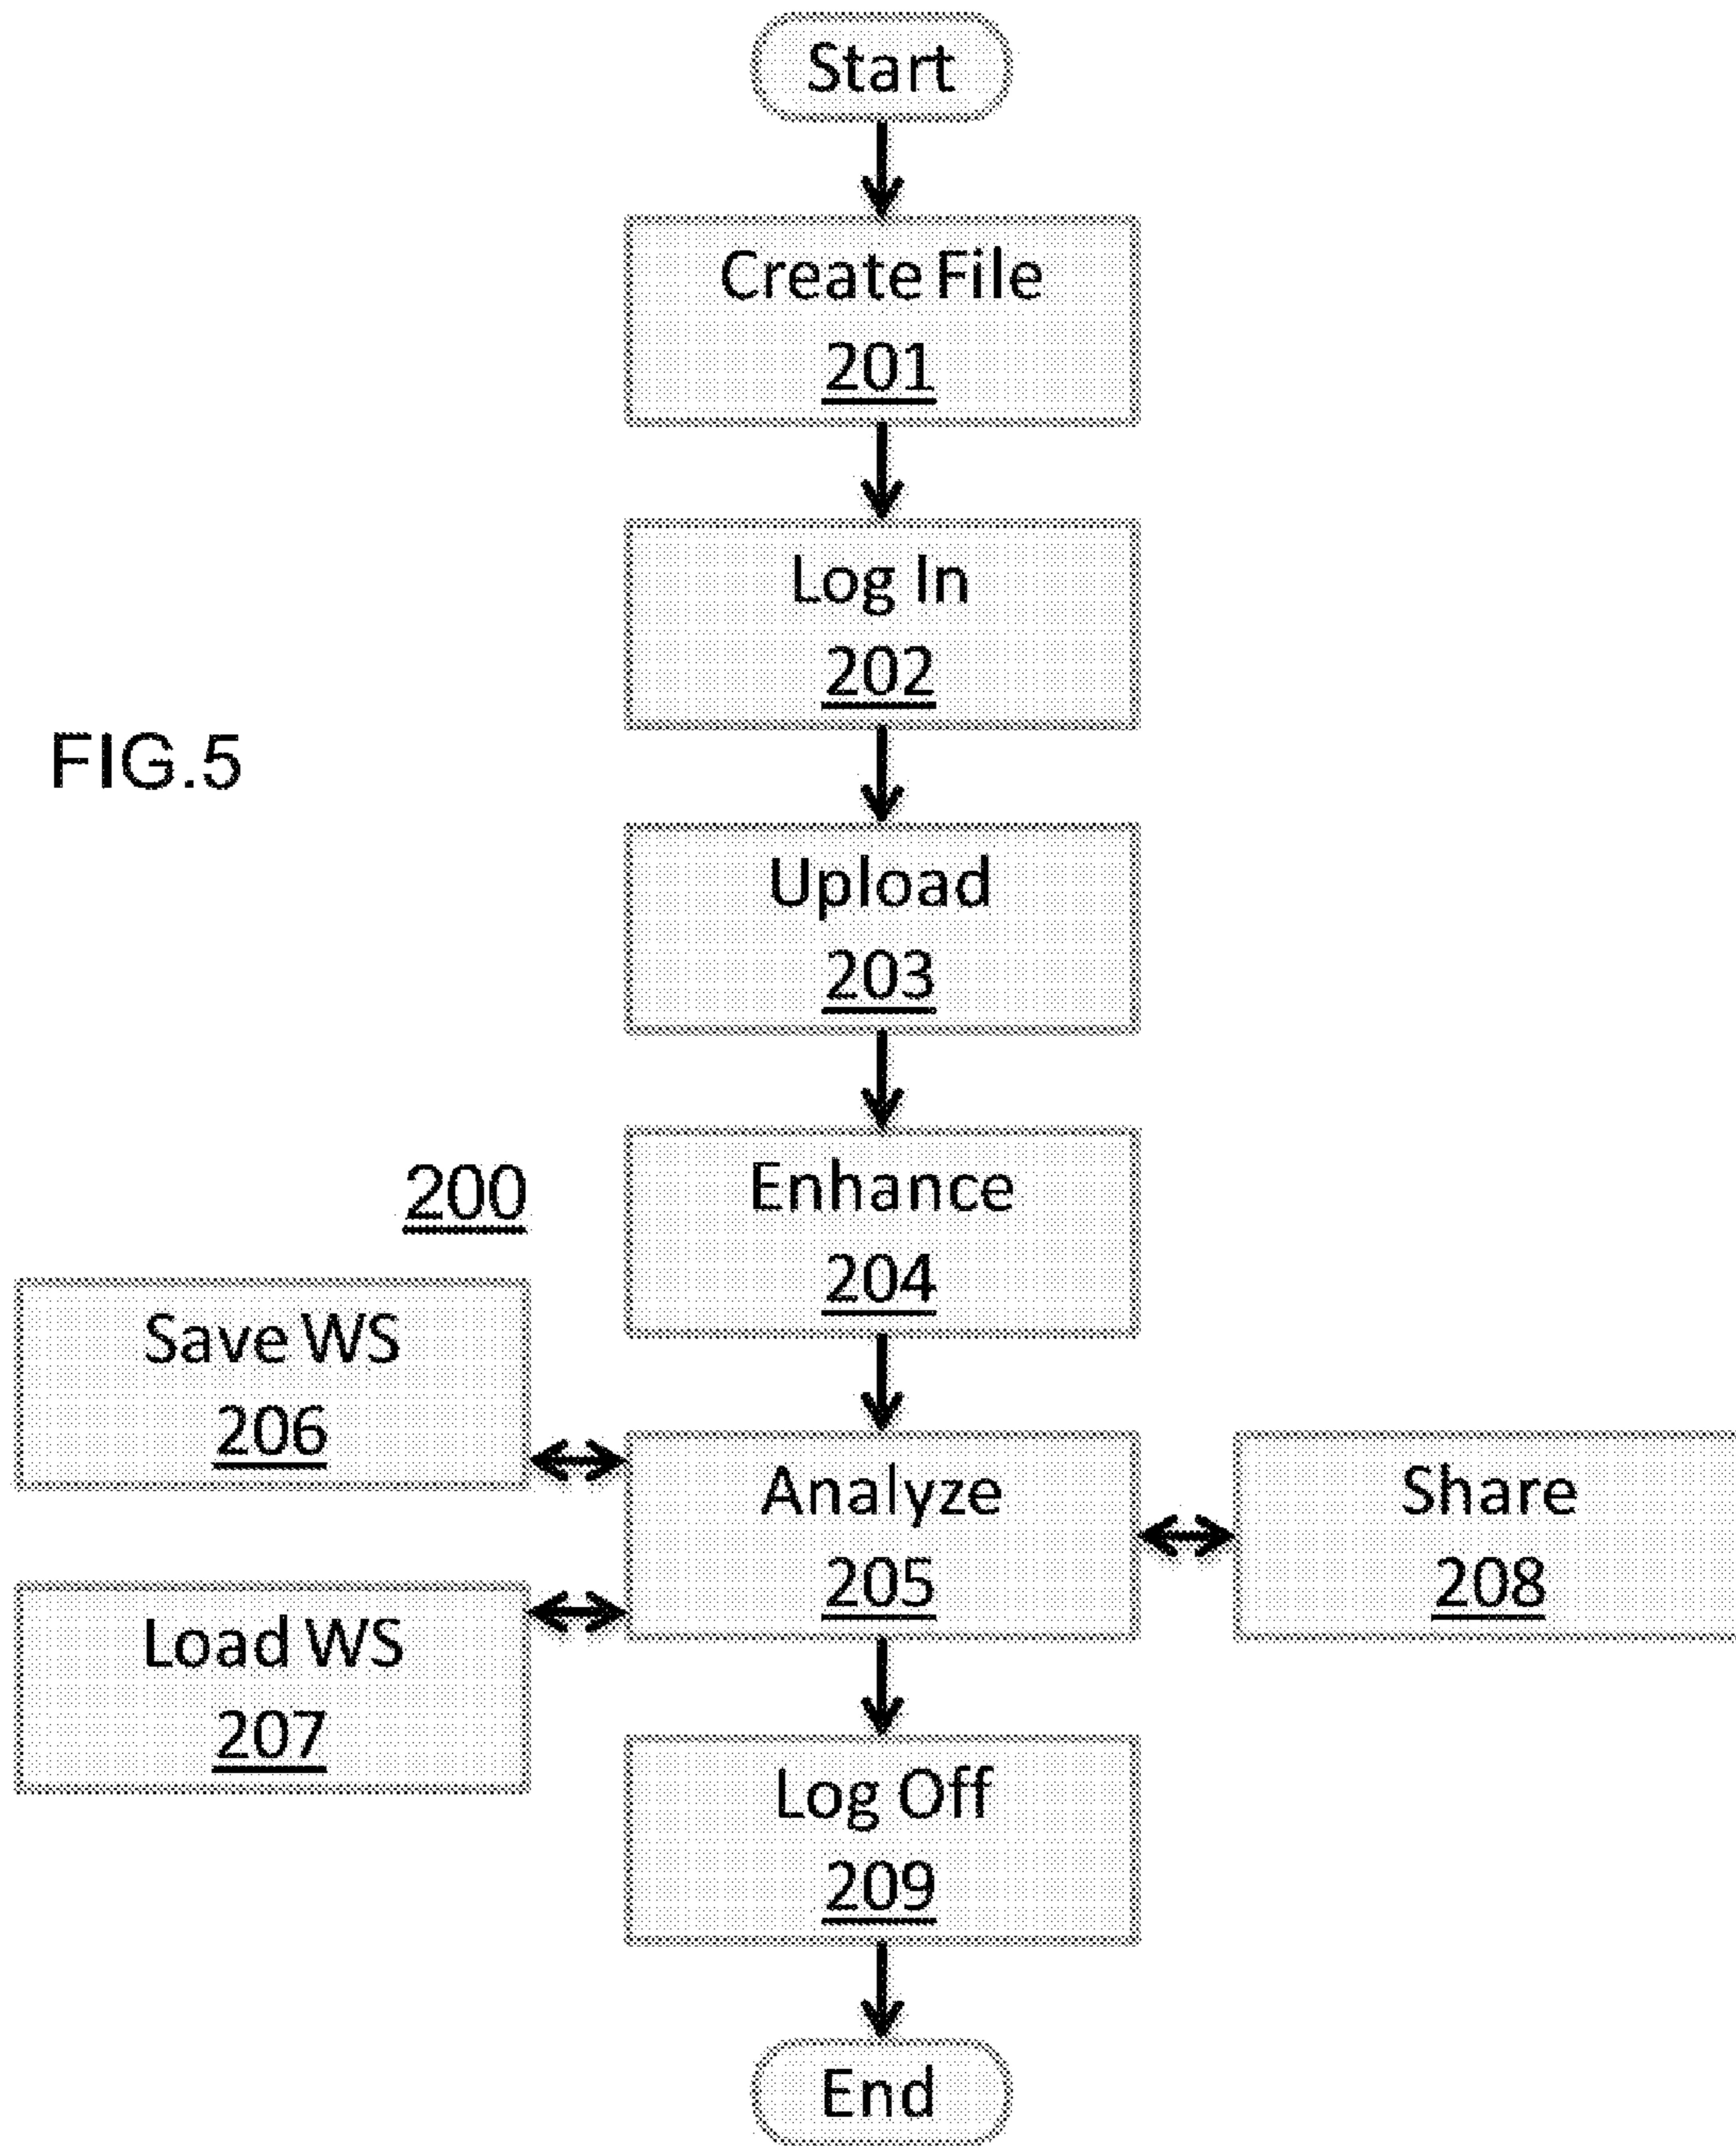 Start
Create File
201
Log In
202
FIG.5
Upload
203
Enhance
204
200
Save WS
206
Analyze
205
Share
208
Load WS
207
Log Off
209
End